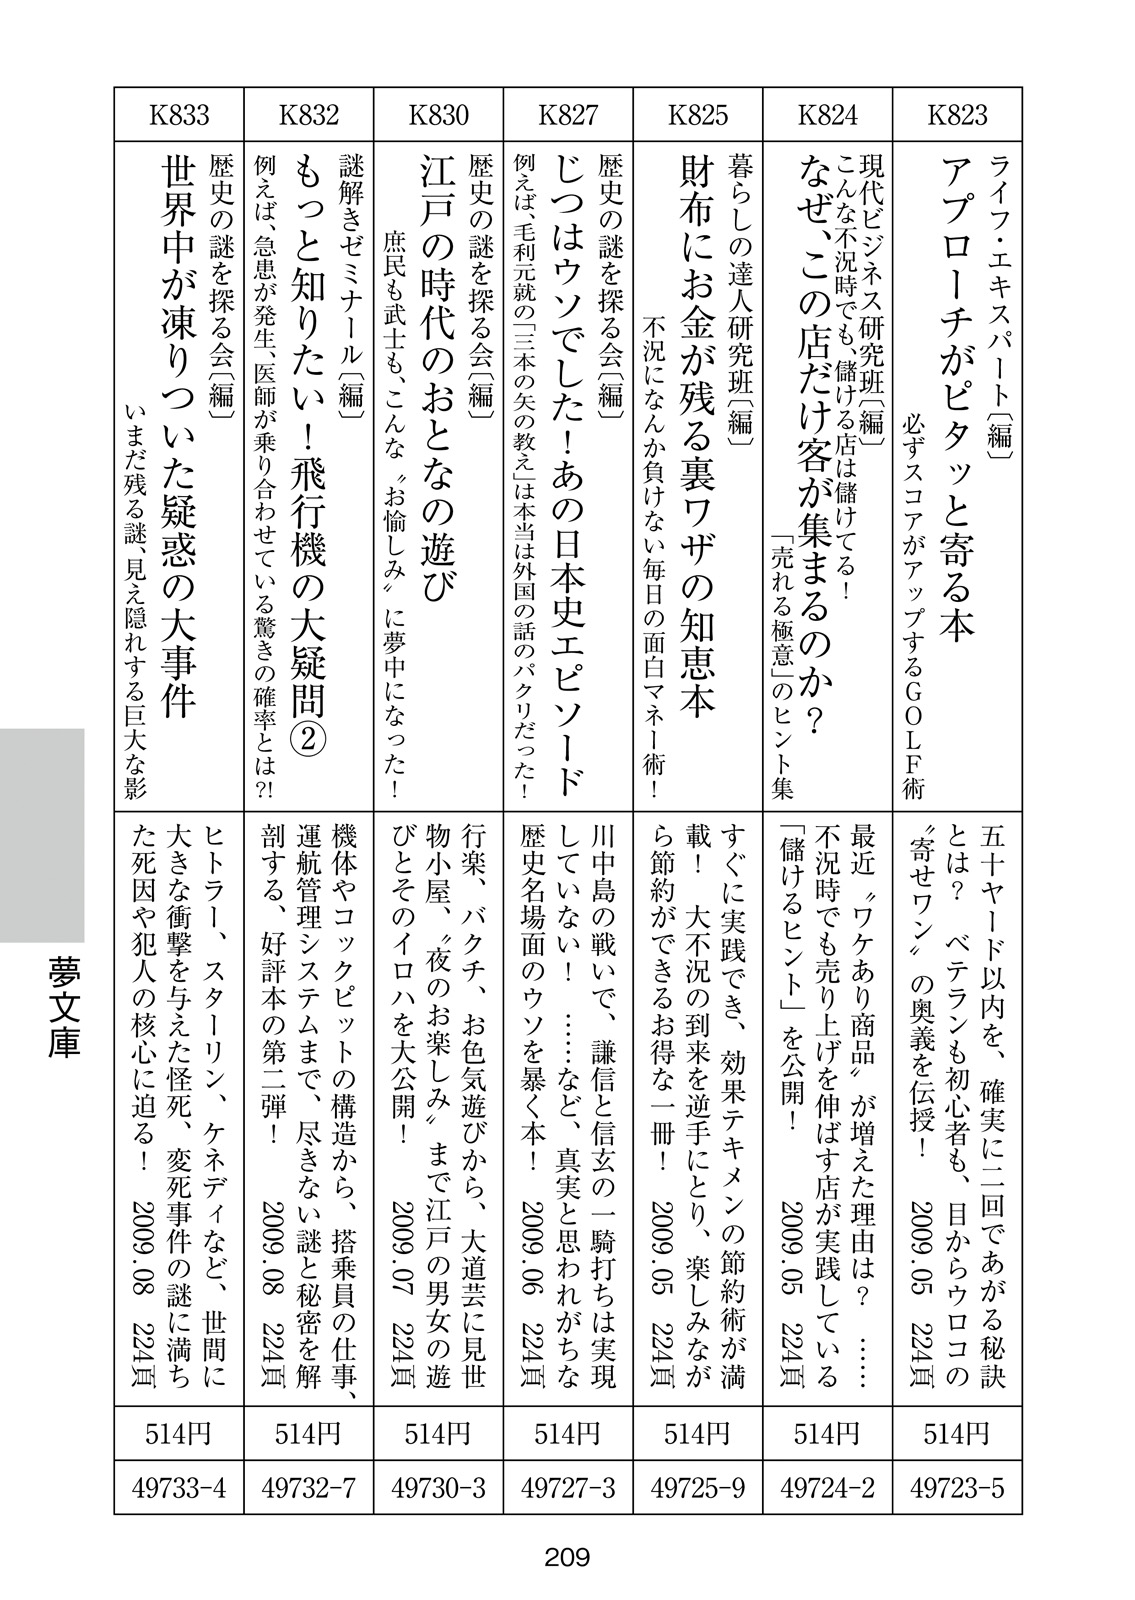 K823
ライフ・エキスパート〔編〕
アプローチがピタッと寄る本
必ずスコアがアップするGOLF術
五十ヤード以内を、確実に二回であがる秘訣
とは？　ベテランも初心者も、目からウロコの
〝寄せワン〟の奥義を伝授！　2009.05　224頁
514円
49723-5
K824
現代ビジネス研究班〔編〕
こんな不況時でも、儲ける店は儲けてる！
なぜ、この店だけ客が集まるのか？
「売れる極意」のヒント集
最近〝ワケあり商品〟が増えた理由は？　……
不況時でも売り上げを伸ばす店が実践している
「儲けるヒント」を公開！　2009.05　224頁
514円
49724-2
K825
暮らしの達人研究班〔編〕
財布にお金が残る裏ワザの知恵本
不況になんか負けない毎日の面白マネー術！
すぐに実践でき、効果テキメンの節約術が満
載！　大不況の到来を逆手にとり、楽しみなが
ら節約ができるお得な一冊！　2009.05　224頁
514円
49725-9
K827
歴史の謎を探る会〔編〕
じつはウソでした！あの日本史エピソード
例えば、毛利元就の「三本の矢の教え」は本当は外国の話のパクリだった！
川中島の戦いで、謙信と信玄の一騎打ちは実現
していない！　……など、真実と思われがちな
歴史名場面のウソを暴く本！　2009.06　224頁
514円
49727-3
K830
歴史の謎を探る会〔編〕
江戸の時代のおとなの遊び
庶民も武士も、こんな〝お愉しみ〟に夢中になった！
行楽、バクチ、お色気遊びから、大道芸に見世
物小屋、〝夜のお楽しみ〟まで江戸の男女の遊
びとそのイロハを大公開！　2009.07　224頁
514円
49730-3
K832
謎解きゼミナール〔編〕
もっと知りたい！飛行機の大疑問②
例えば、急患が発生、医師が乗り合わせている驚きの確率とは?!
機体やコックピットの構造から、搭乗員の仕事、
運航管理システムまで、尽きない謎と秘密を解
剖する、好評本の第二弾！　2009.08　224頁
514円
49732-7
K833
歴史の謎を探る会〔編〕
世界中が凍りついた疑惑の大事件
いまだ残る謎、見え隠れする巨大な影
ヒトラー、スターリン、ケネディなど、世間に
大きな衝撃を与えた怪死、変死事件の謎に満ち
た死因や犯人の核心に迫る！　2009.08　224頁
514円
49733-4
夢文庫
209